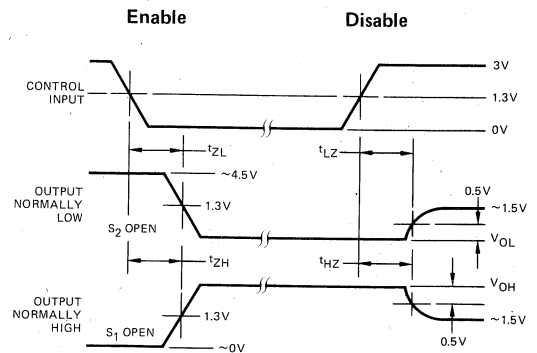 Enable Disable
CONTROL INPUT
3V
1.3V
0V
tZL
tLZ
OUTPUT NORMALLY LOW
~4.5V
1.3V
S2 OPEN
0.5V
~1.5V
VOL
tZH
tHZ
OUTPUT NORMALLY HIGH
S1 OPEN
1.3V
~0V
VOH
~1.5V
0.5V